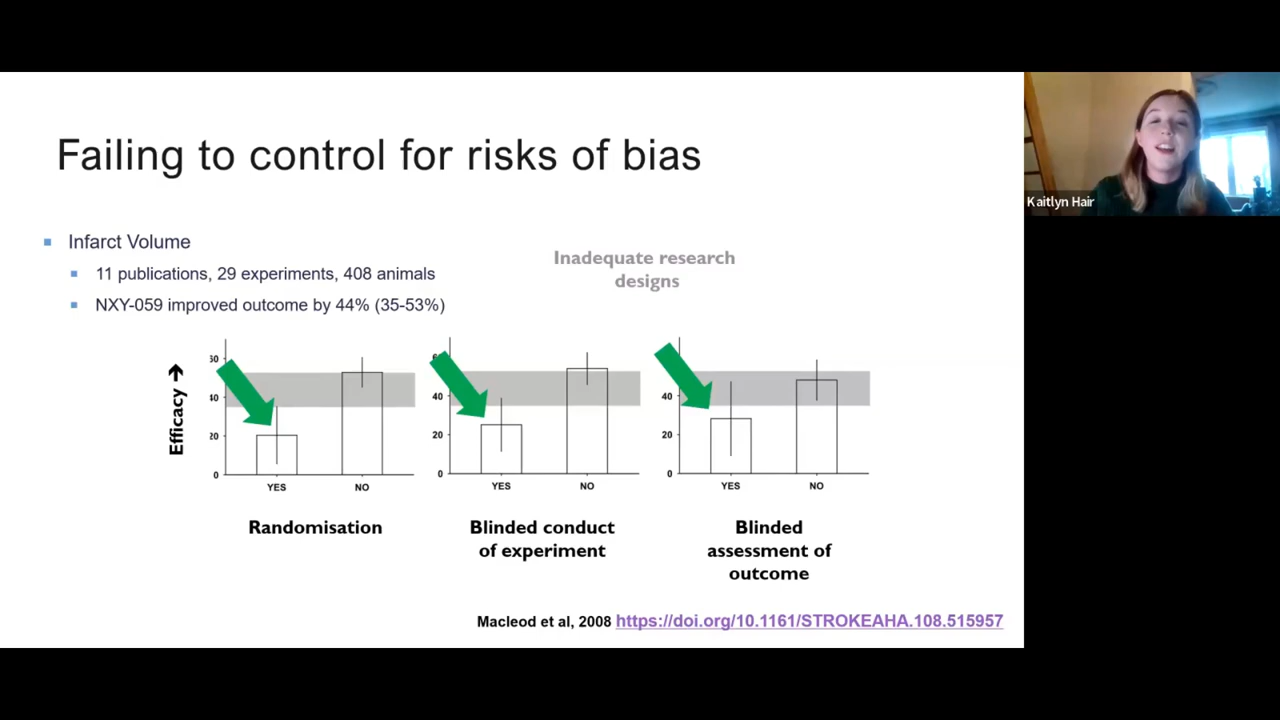 Failing to control for risks of bias
Kaitlyn Hair
Infarct Volume
11 publications, 29 experiments, 408 animals
NXY-059 improved outcome by 44% (35-53%)
Inadequate research
designs
Efficacy →
40
20
0
YES
NO
40
20
0
YES
NO
40
20
0
YES
NO
Randomisation
Blinded conduct
of experiment
Blinded
assessment of
outcome
Macleod et al, 2008 https://doi.org/10.1161/STROKEAHA.108.515957